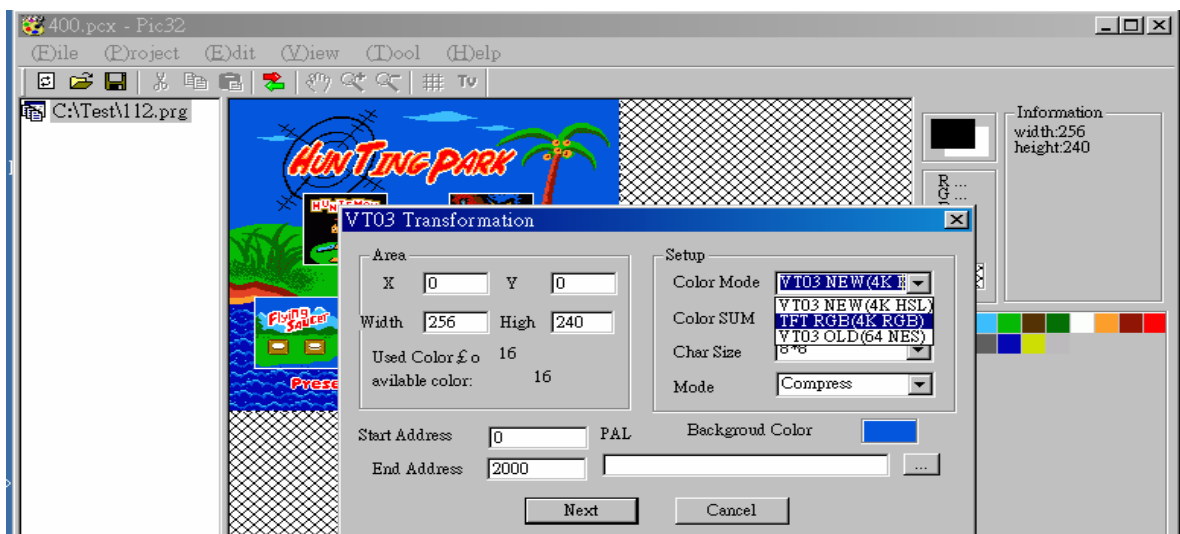 400.pcx - Pic32
(F)ile (P)roject (E)dit (V)iew (T)ool (H)elp
TV
C:\Test\112.prg
HUNTING PARK
Flying
SAUCER
Information
width:256
height:240
R ...
G ...
VT03 Transformation
Area
X 0 Y 0
Width 256 High 240
Used Color£o 16
avilable color: 16
Setup
Color Mode VT03 NEW(4K
VT03 NEW(4K HSL)
TFT RGB(4K RGB)
VT03 OLD(64 NES)
Color SUM
Char Size 8*8
Mode Compress
Start Address 0 PAL Backgroud Color
End Address 2000 ...
Next Cancel